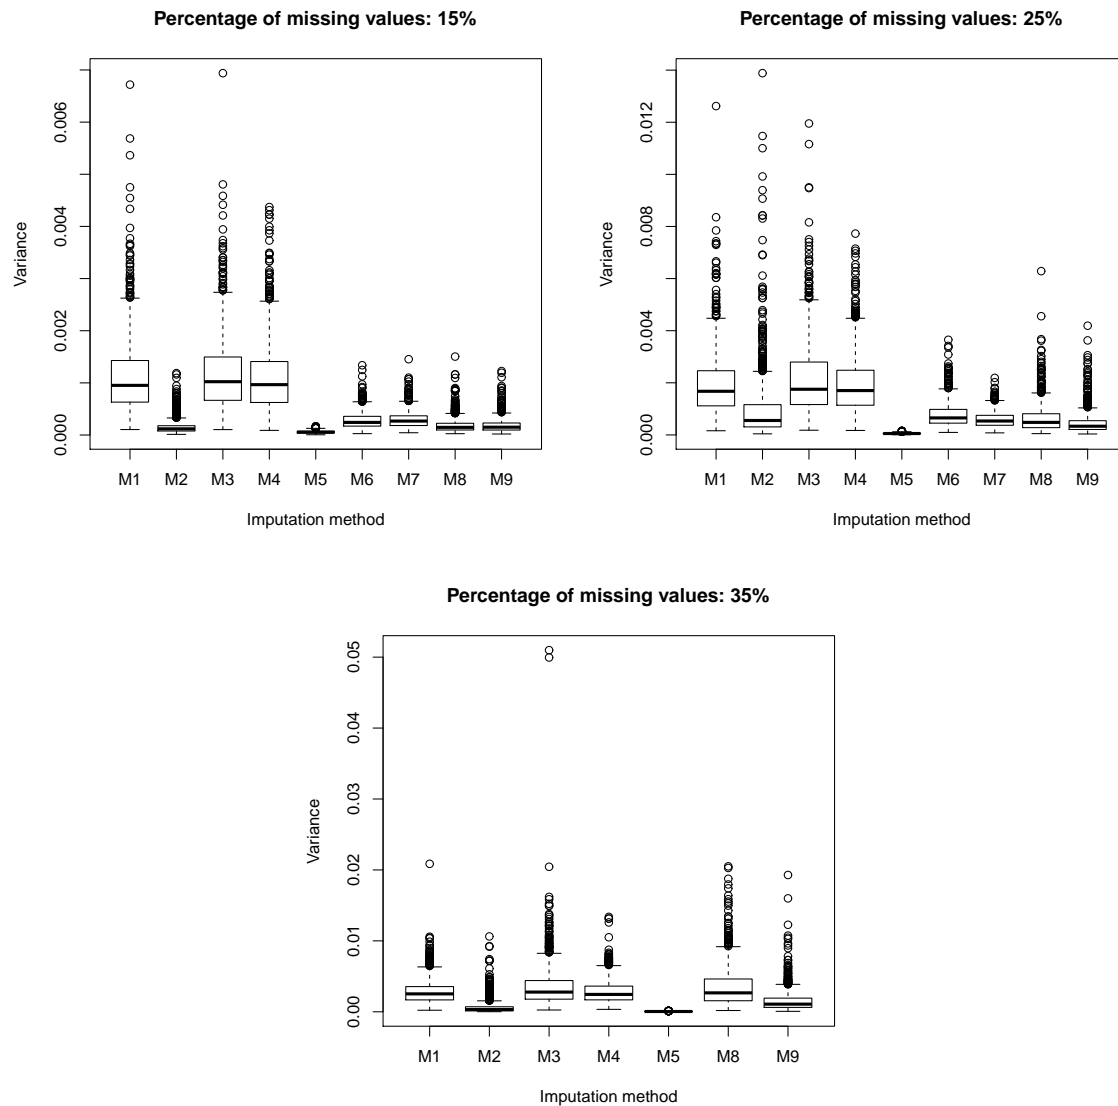 Percentage of missing values: 15%
Variance
0.006
0.004
0.002
0.000
M1 M2 M3 M4 M5 M6 M7 M8 M9
Imputation method
Percentage of missing values: 25%
Variance
0.012
0.008
0.004
0.000
M1 M2 M3 M4 M5 M6 M7 M8 M9
Imputation method
Percentage of missing values: 35%
Variance
0.05
0.04
0.03
0.02
0.01
0.00
M1 M2 M3 M4 M5 M8 M9
Imputation method